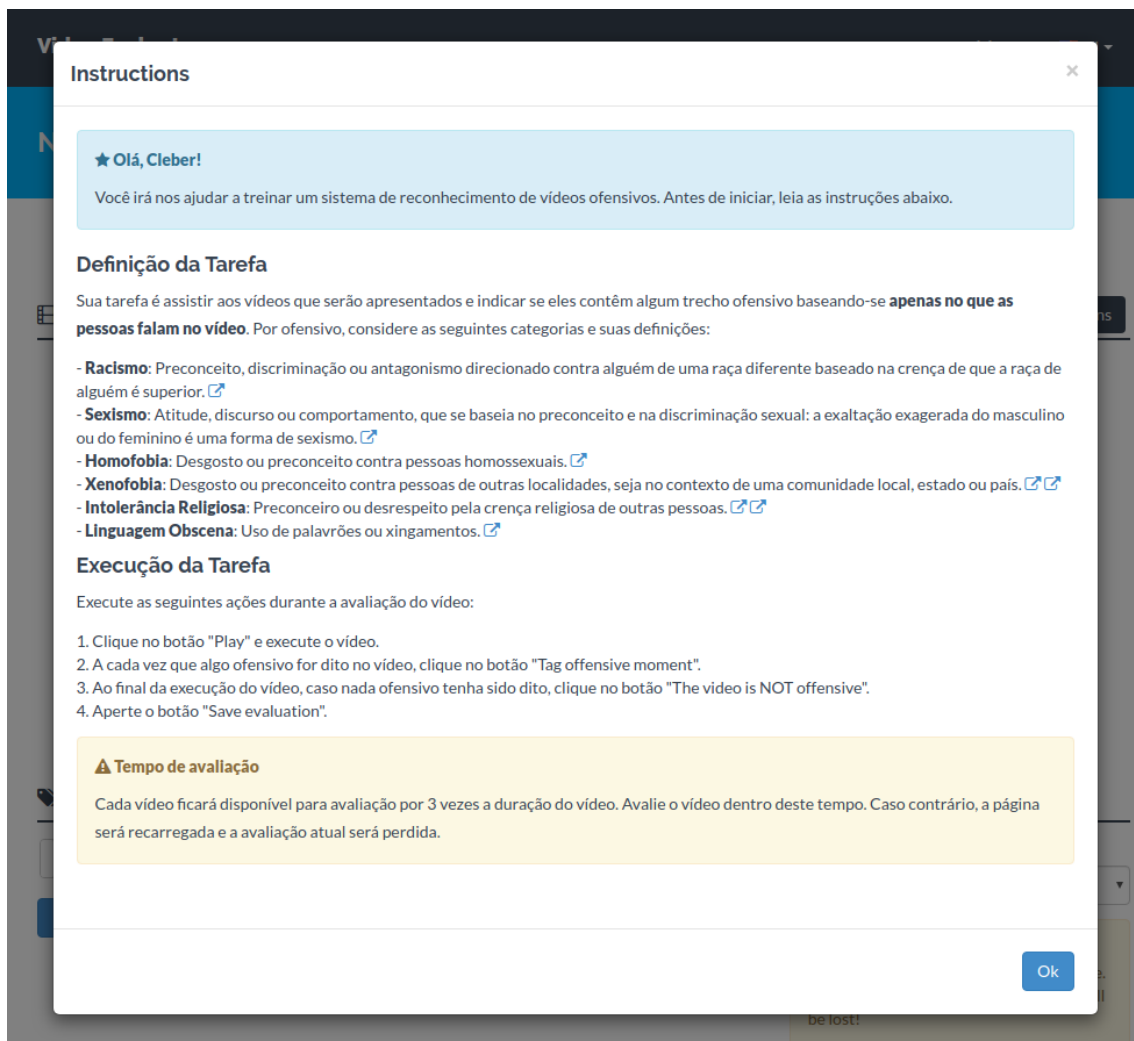 Instructions
×
Olá, Cleber!
Você irá nos ajudar a treinar um sistema de reconhecimento de vídeos ofensivos. Antes de iniciar, leia as instruções abaixo.
Definição da Tarefa
Sua tarefa é assistir aos vídeos que serão apresentados e indicar se eles contêm algum trecho ofensivo baseando-se apenas no que as
pessoas falam no vídeo. Por ofensivo, considere as seguintes categorias e suas definições:
- Racismo: Preconceito, discriminação ou antagonismo direcionado contra alguém de uma raça diferente baseado na crença de que a raça de
alguém é superior.
- Sexismo: Atitude, discurso ou comportamento, que se baseia no preconceito e na discriminação sexual: a exaltação exagerada do masculino
ou do feminino é uma forma de sexismo.
- Homofobia: Desgosto ou preconceito contra pessoas homossexuais.
- Xenofobia: Desgosto ou preconceito contra pessoas de outras localidades, seja no contexto de uma comunidade local, estado ou país.
- Intolerância Religiosa: Preconceiro ou desrespeito pela crença religiosa de outras pessoas.
- Linguagem Obscena: Uso de palavrões ou xingamentos.
Execução da Tarefa
Execute as seguintes ações durante a avaliação do vídeo:
1. Clique no botão "Play" e execute o vídeo.
2. A cada vez que algo ofensivo for dito no vídeo, clique no botão "Tag offensive moment".
3. Ao final da execução do vídeo, caso nada ofensivo tenha sido dito, clique no botão "The video is NOT offensive".
4. Aperte o botão "Save evaluation".
Tempo de avaliação
Cada vídeo ficará disponível para avaliação por 3 vezes a duração do vídeo. Avalie o vídeo dentro deste tempo. Caso contrário, a página
será recarregada e a avaliação atual será perdida.
Ok
be lost!